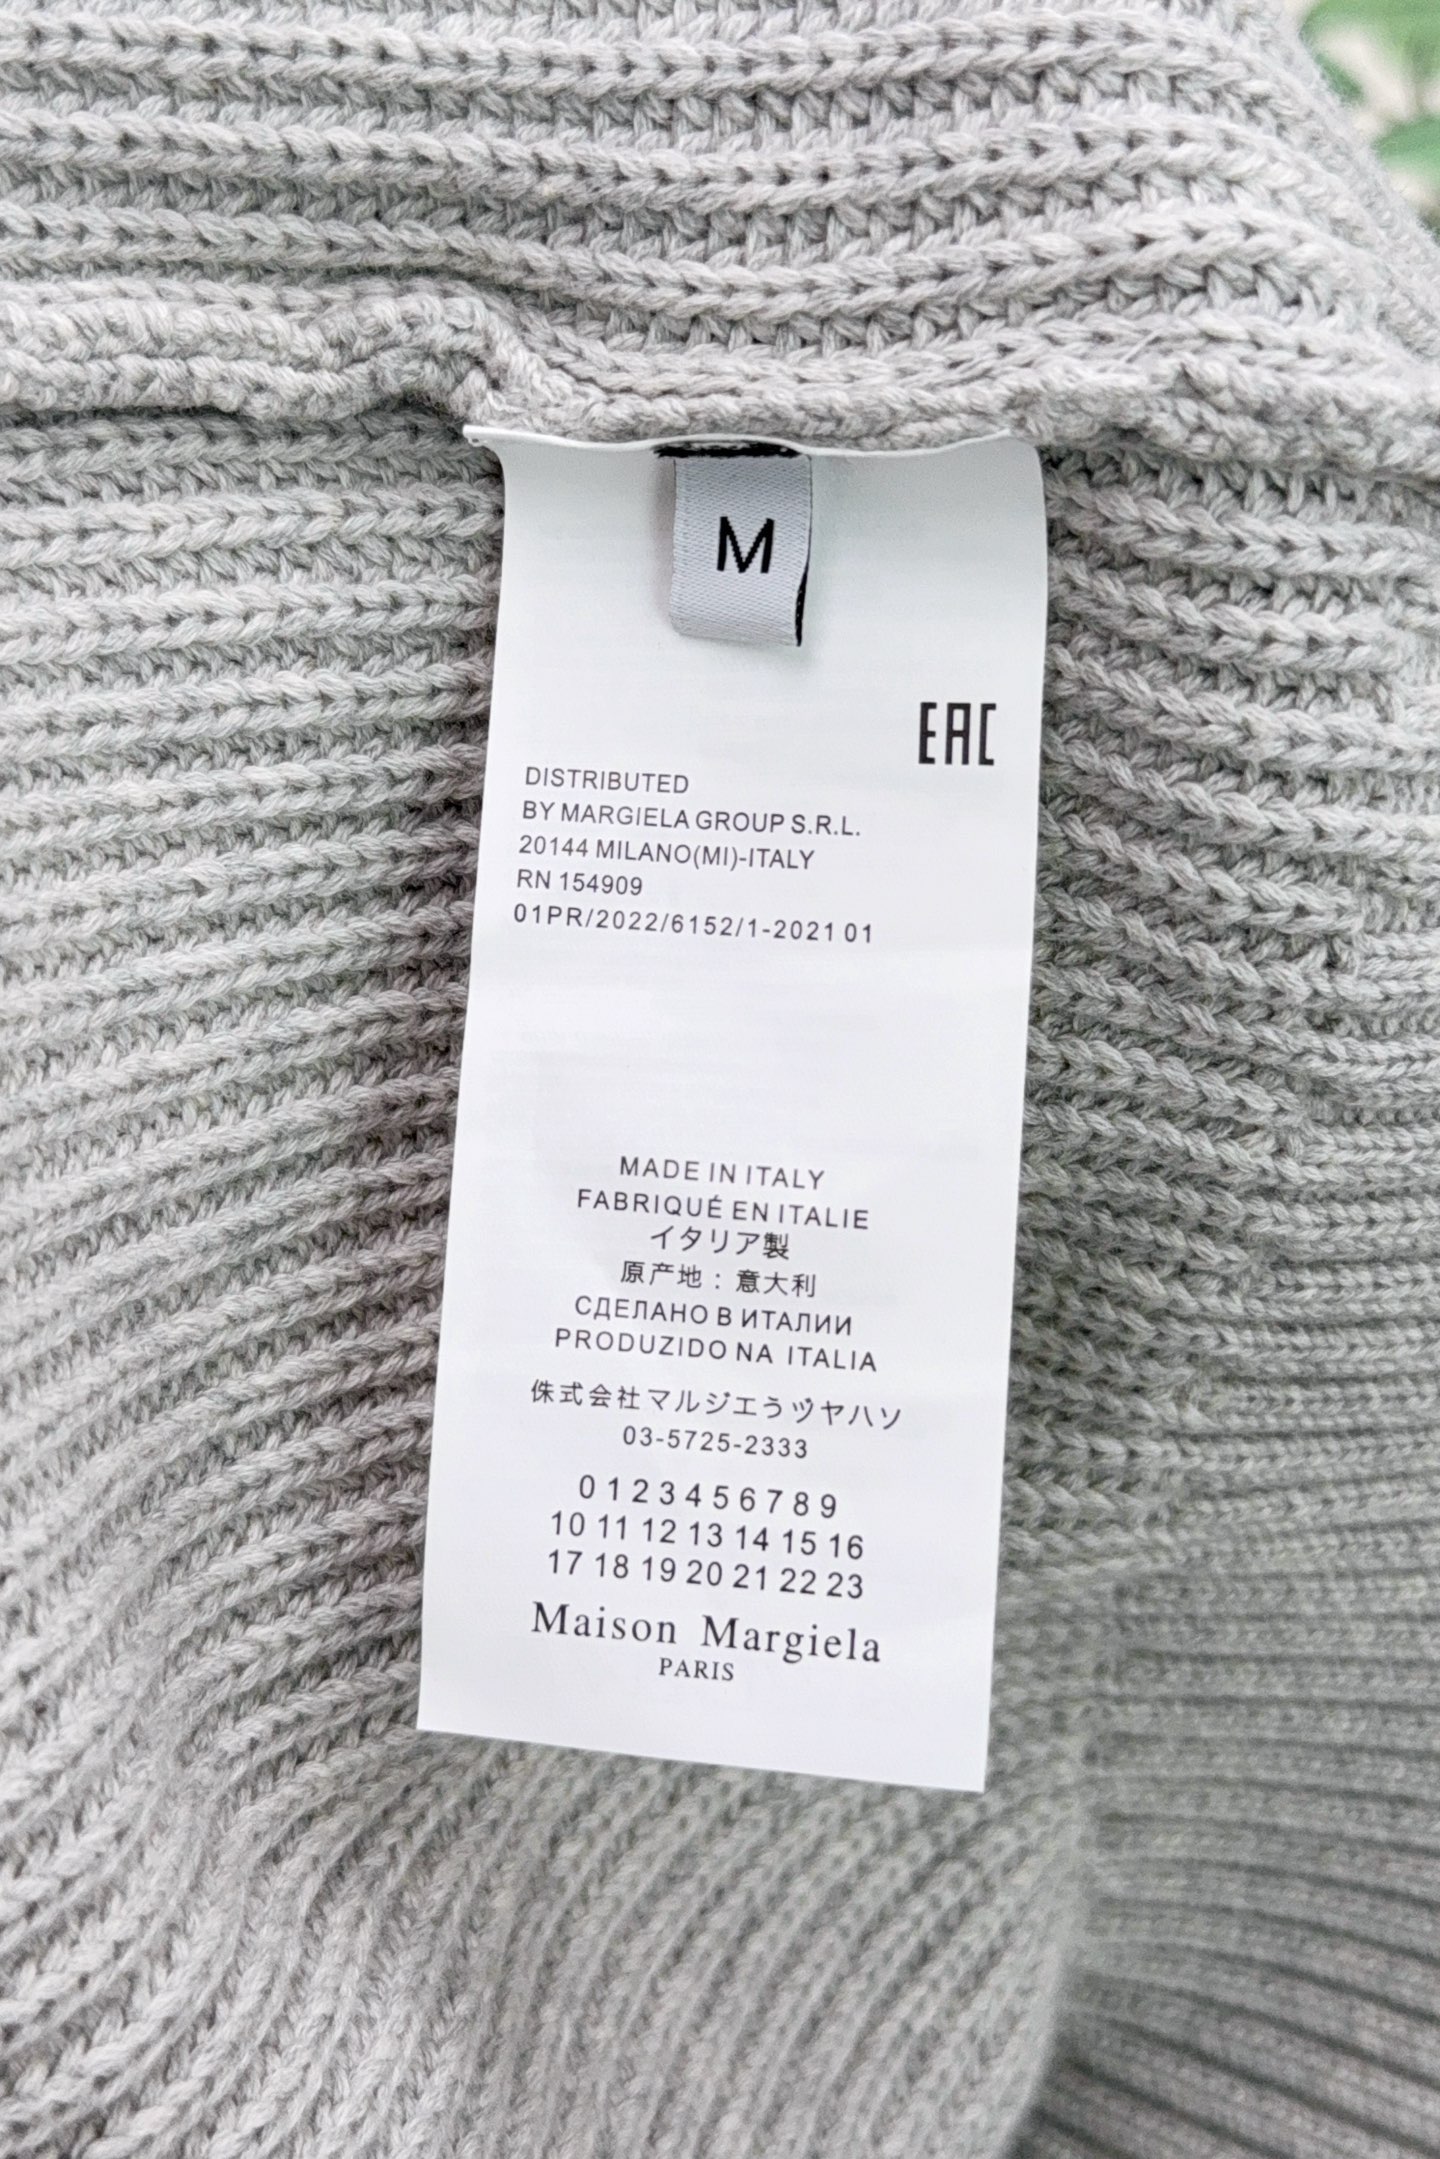 M
EAC
DISTRIBUTED
BY MARGIELA GROUP S.R.L.
20144 MILANO(MI)-ITALY
RN 154909
01PR/2022/6152/1-2021 01
MADE IN ITALY
FABRIQUÉ EN ITALIE
イタリア製
原产地：意大利
СДЕЛАНО В ИТАЛИИ
PRODUZIDO NA ITALIA
侏式会社マルジエうヅヤハソ
03-5725-2333
0 1 2 3 4 5 6 7 8 9
10 11 12 13 14 15 16
17 18 19 20 21 22 23
Maison Margiela
PARIS